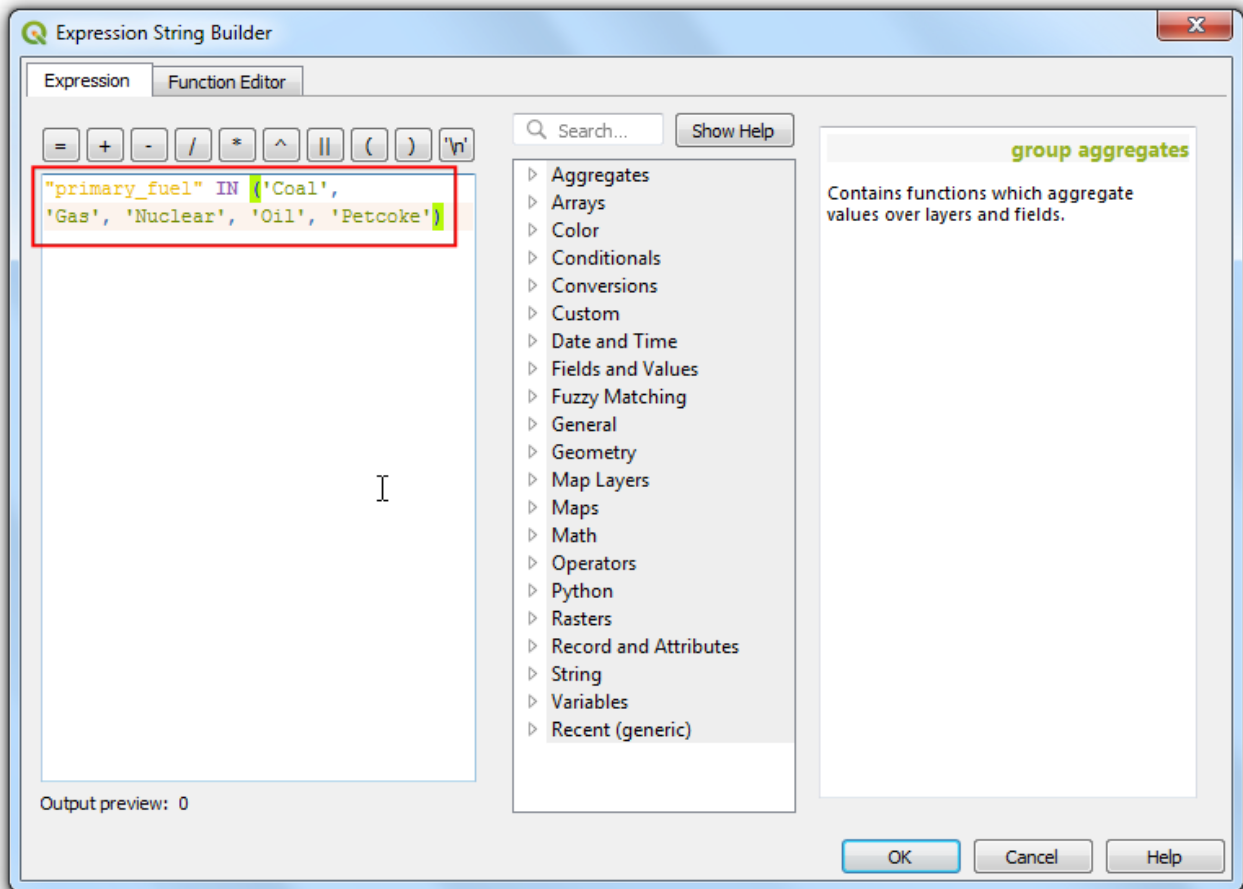 Expression String Builder
Expression
Function Editor
= + - / * ^ || ( ) '\n'
"primary_fuel" IN ('Coal',
'Gas', 'Nuclear', 'Oil', 'Petcoke')
Output preview: 0
Search...
Show Help
Aggregates
Arrays
Color
Conditionals
Conversions
Custom
Date and Time
Fields and Values
Fuzzy Matching
General
Geometry
Map Layers
Maps
Math
Operators
Python
Rasters
Record and Attributes
String
Variables
Recent (generic)
group aggregates
Contains functions which aggregate
values over layers and fields.
OK
Cancel
Help